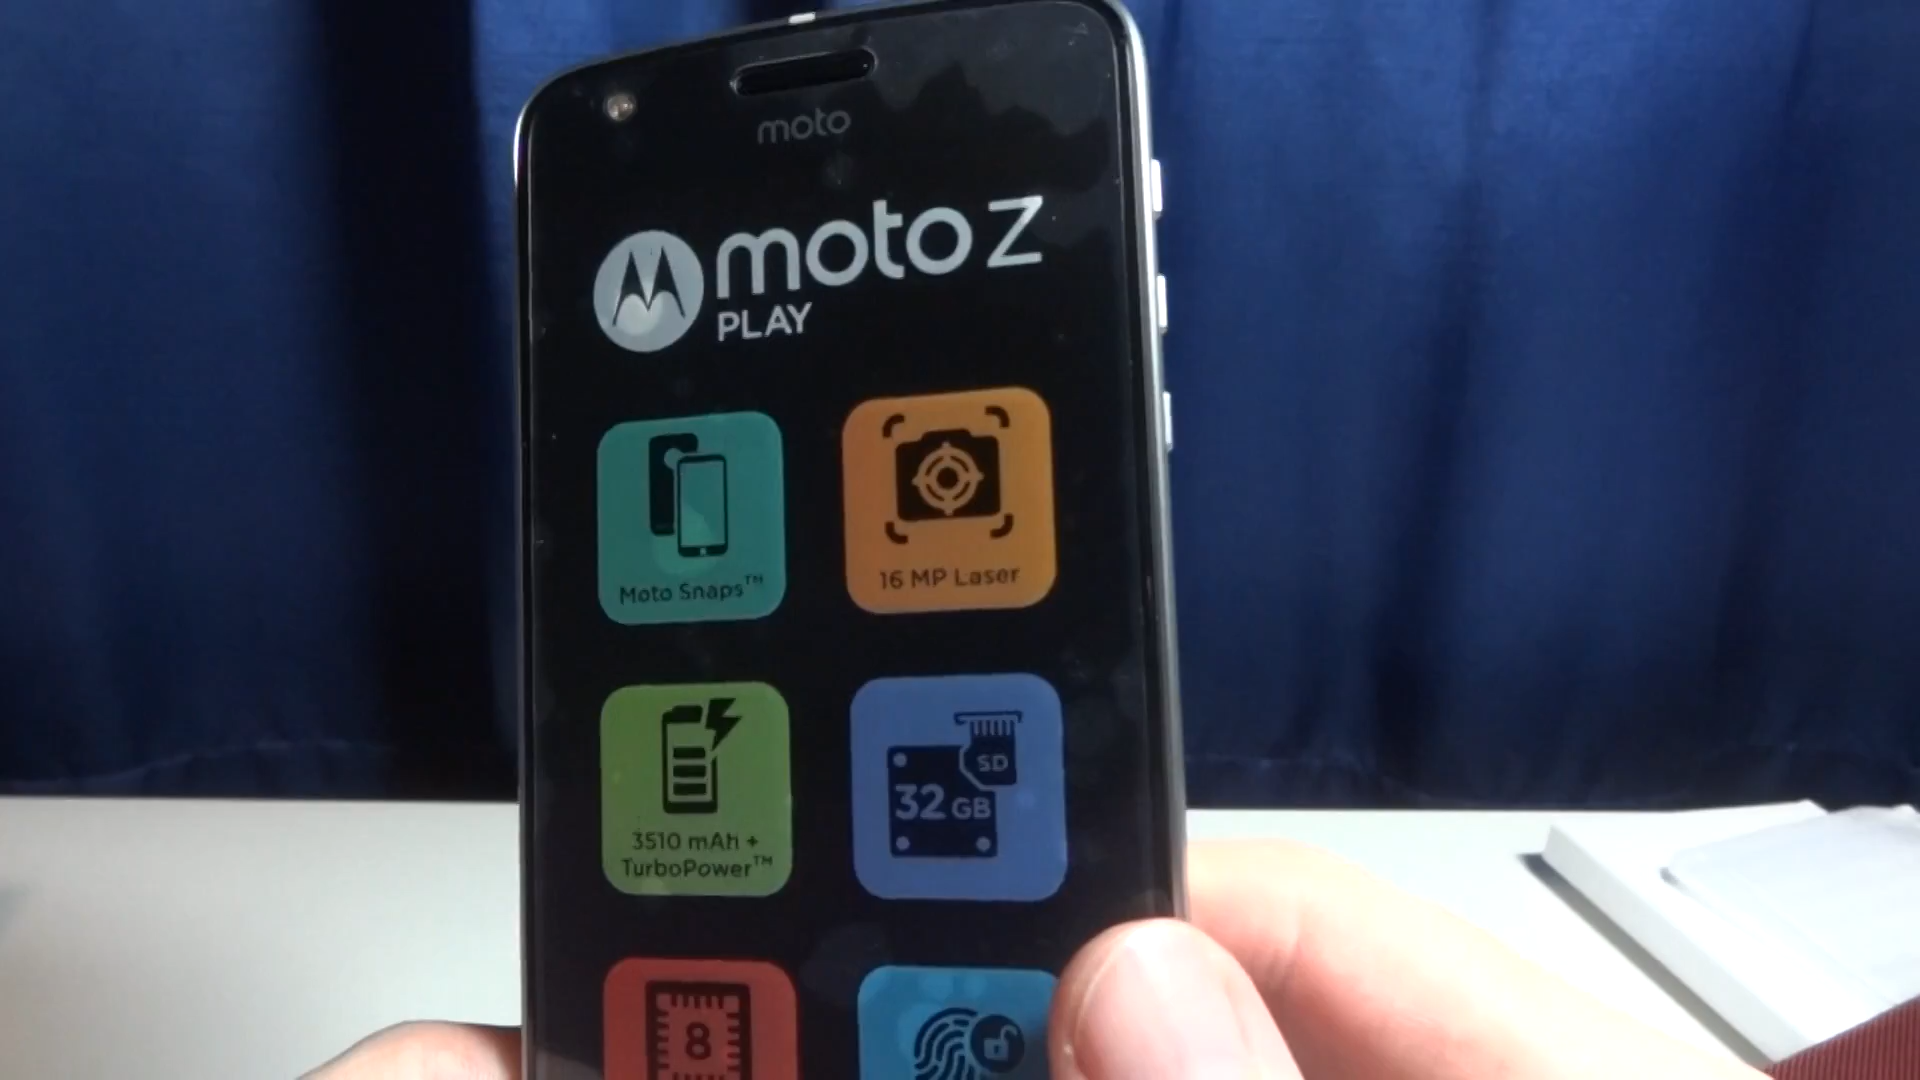 moto
moto z
PLAY
Moto Snaps™
16 MP Laser
3510 mAh +
TurboPower™
SD
32 GB
8